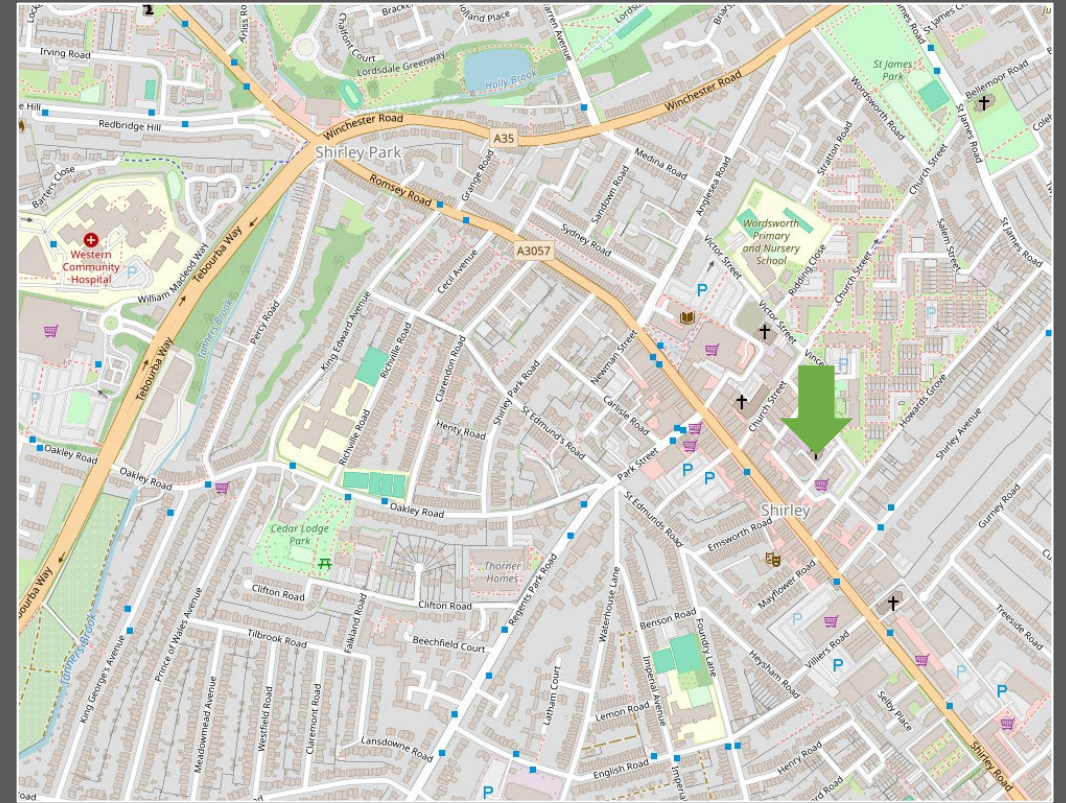 Irving Road
Redbridge Hill
Barters Close
Western
Community
Hospital
William Macleod Way
Tebourba Way
Tebourba Way
Tanners Brook
Percy Road
Oakley Road
Oakley Road
Chalfont Court
Holland Place
Lordsdale Greenway
Holly Brook
Winchester Road
A35
Winchester Road
Shirley Park
Romsey Road
Grange Road
A3057
Sydney Road
Sandown Road
Medina Road
Anglesea Road
Victor Street
Victor Street
Wordsworth
Primary
and Nursery
School
Ridding Close
Stratton Road
Wordsworth Road
St James
Park
St James Road
St James Road
Bellemoor Road
Church Street
Church Street
Church Street
Salem Street
Howards Grove
Shirley Avenue
Gurney Road
Treeside Road
King Edward Avenue
Richville Road
Richville Road
Cecil Avenue
Clarendon Road
Henty Road
Shirley Park Road
St Edmund's Road
Newman Street
Carlisle Road
Park Street
Shirley
St Edmunds Road
Emsworth Road
Mayflower Road
Villiers Road
Selby Place
Shirley Road
Oakley Road
Cedar Lodge
Park
Thorner
Homes
Clifton Road
Clifton Road
Falkland Road
Beechfield Court
Regents Park Road
Waterhouse Lane
Benson Road
Foundry Lane
Imperial Avenue
Heysham Road
Latham Court
Lemon Road
English Road
Henry Road
Lansdowne Road
Tilbrook Road
Prince of Wales Avenue
King George's Avenue
Meadowmead Avenue
Westfield Road
Claremont Road
Tanners Brook
P
P
P
P
P
P
P
P
P
P
P